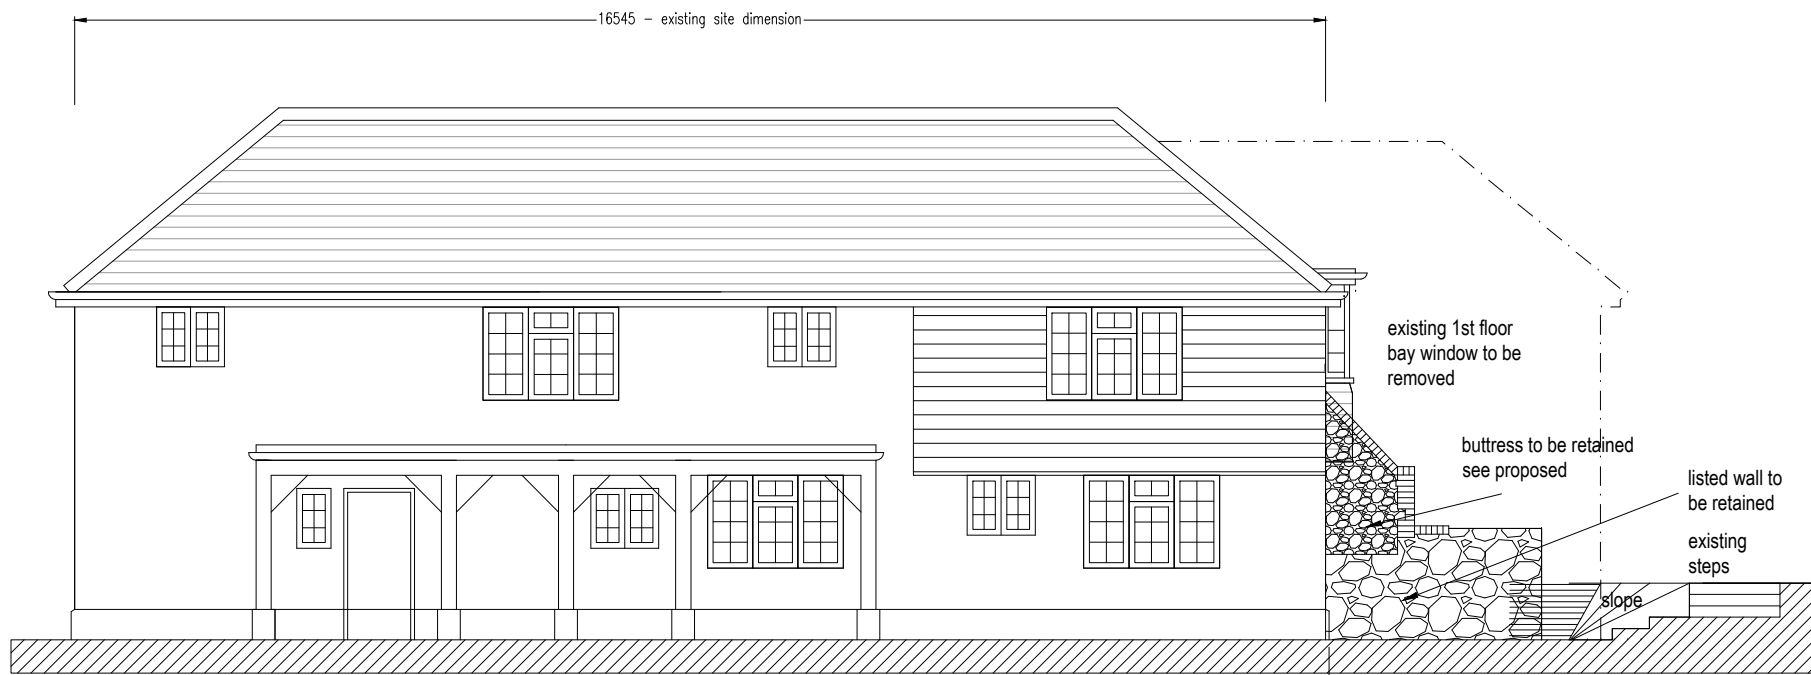 16545 – existing site dimension
existing 1st floor
bay window to be
removed
buttress to be retained
see proposed
listed wall to
be retained
existing
steps
slope